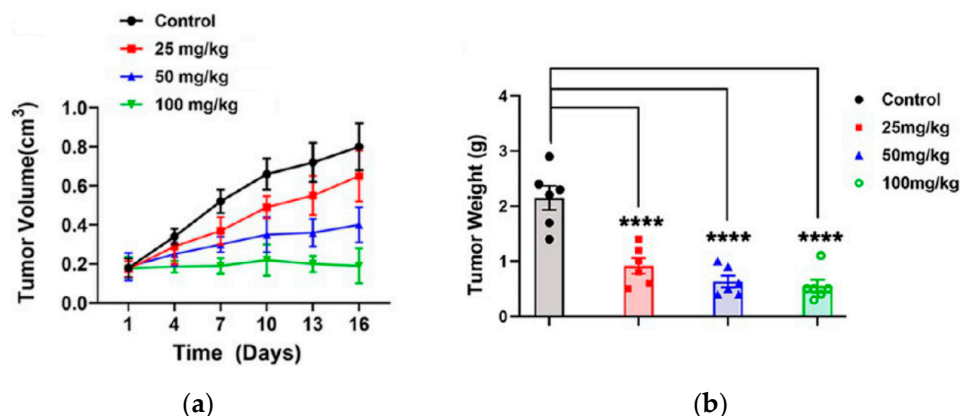 Control
25 mg/kg
50 mg/kg
100 mg/kg
Tumor Volume(cm³)
1.0
0.8
0.6
0.4
0.2
0.0
1 4 7 10 13 16
Time (Days)
(a)
Tumor Weight (g)
4
3
2
1
0
****
****
****
Control
25mg/kg
50mg/kg
100mg/kg
(b)